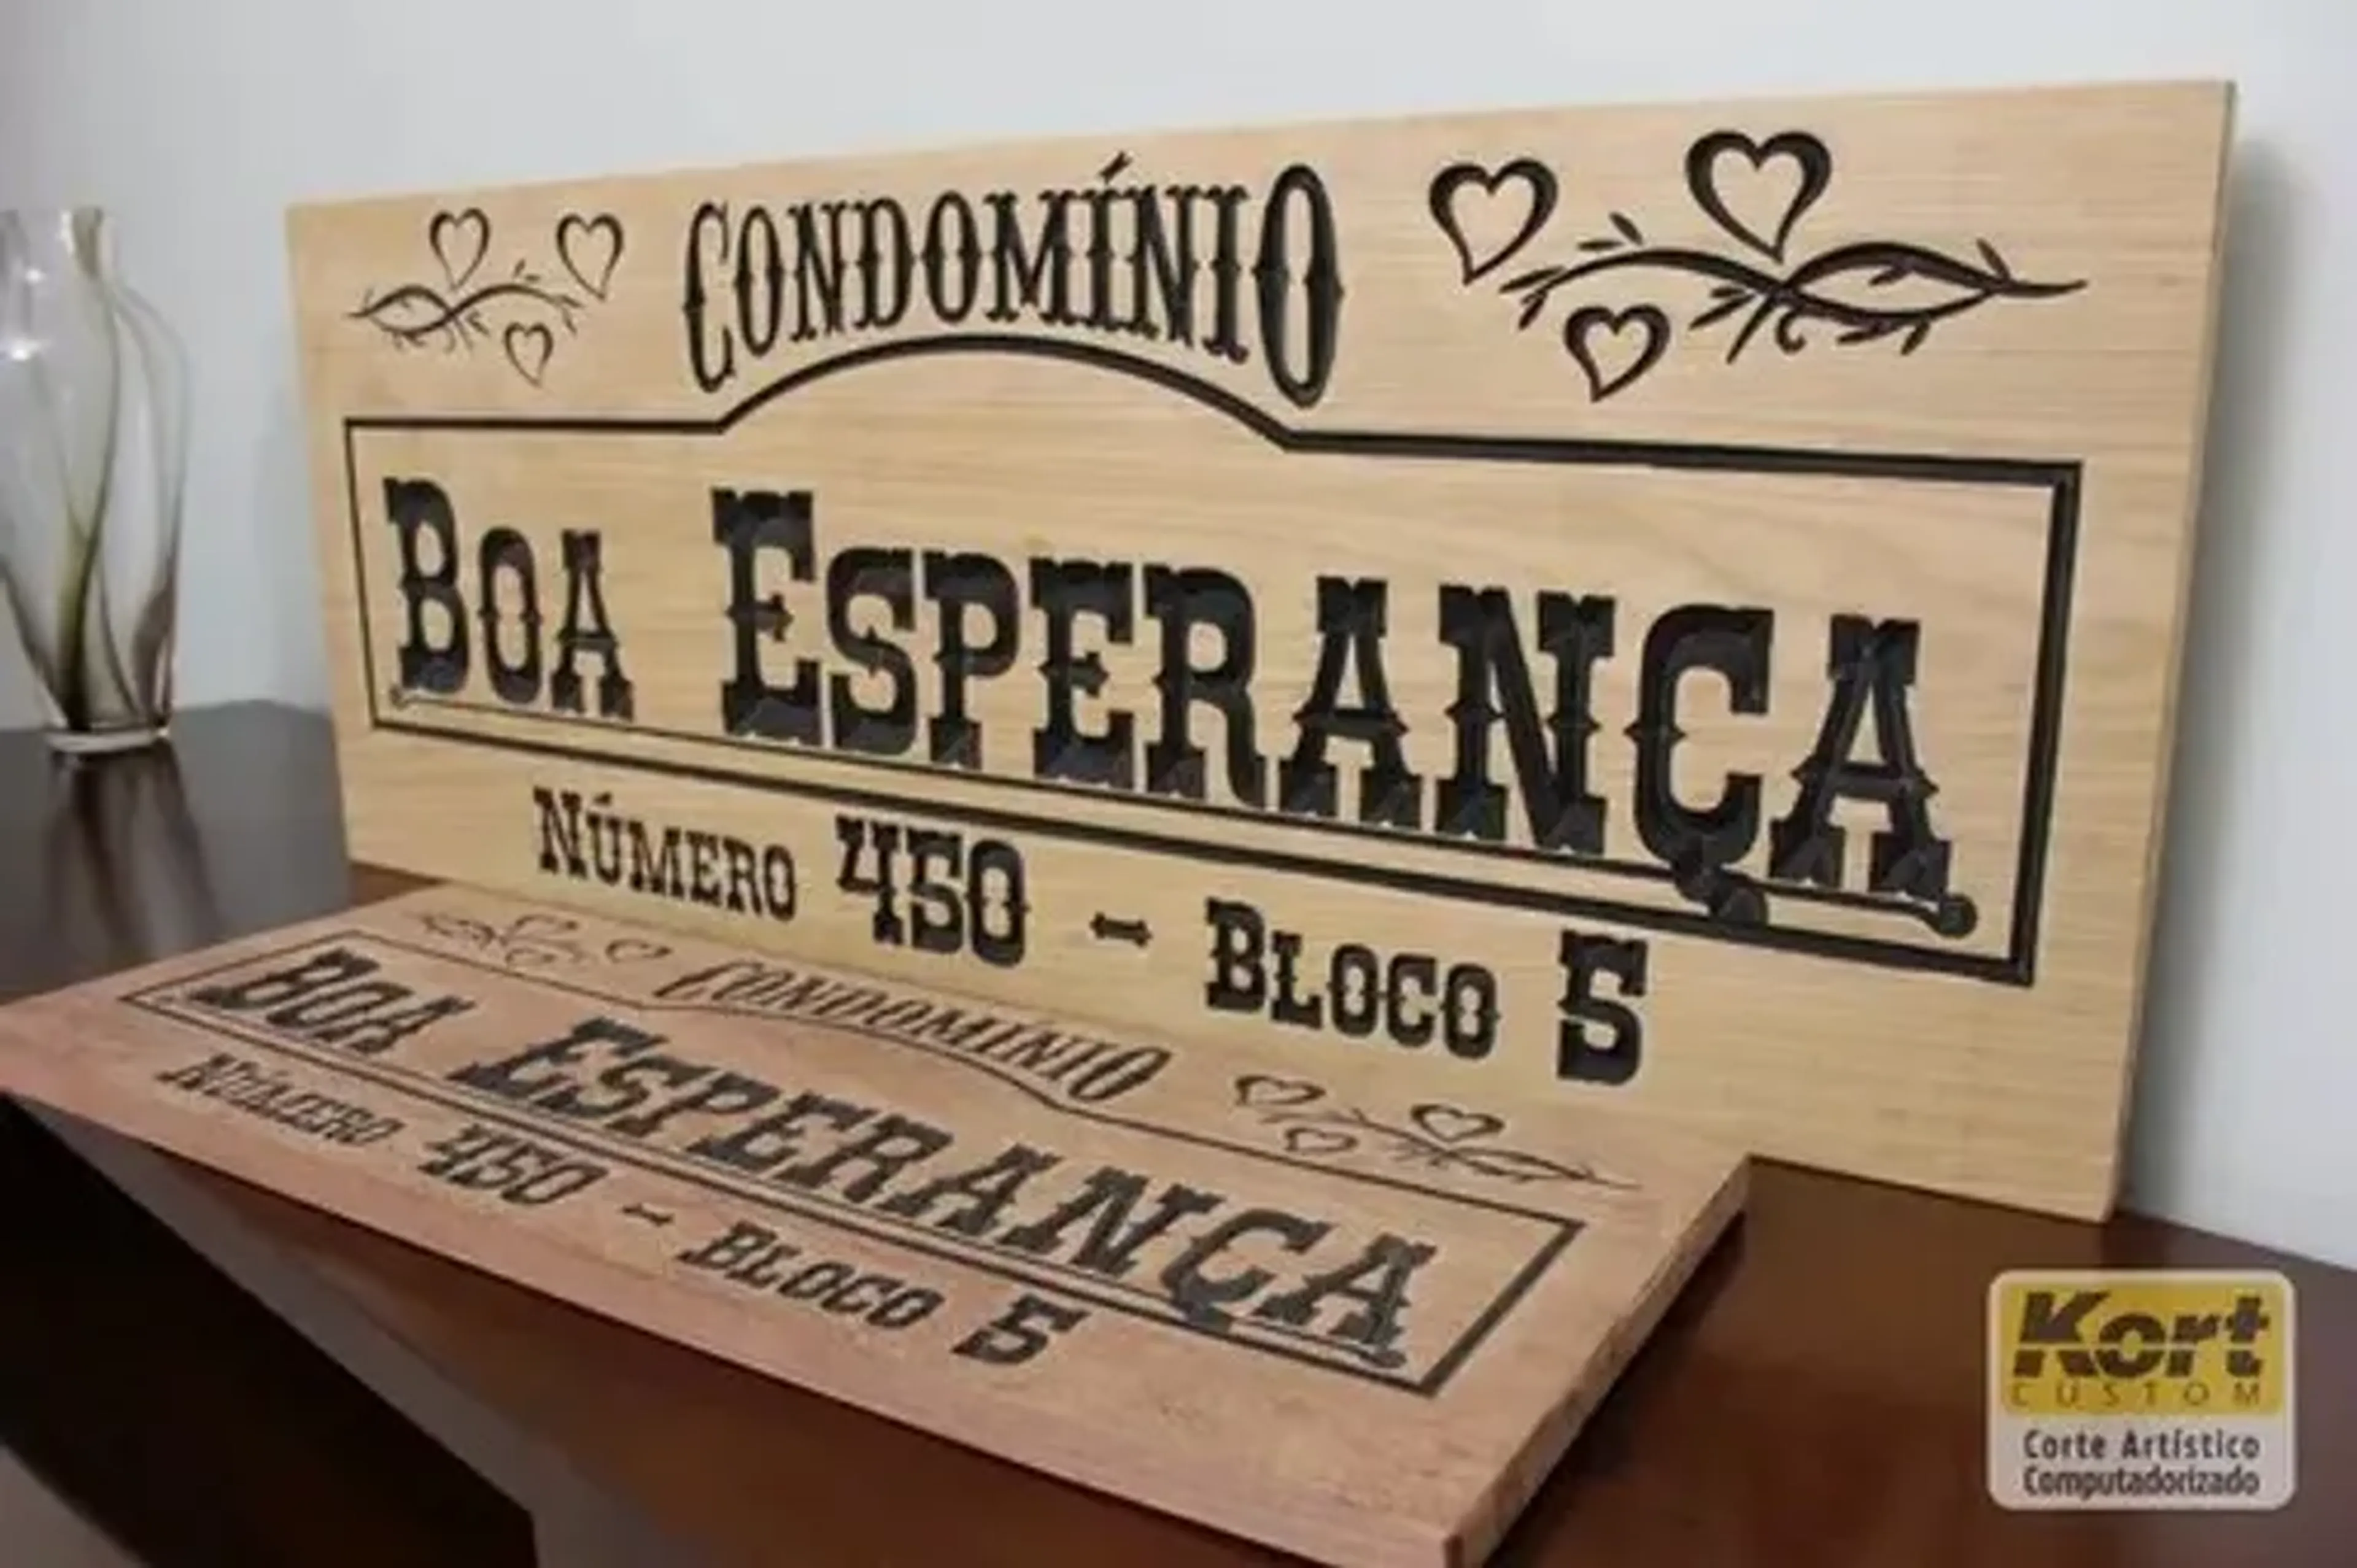 CONDOMÍNIO
BOA ESPERANÇA
NÚMERO 450 - BLOCO 5
CONDOMÍNIO
BOA ESPERANÇA
NÚMERO 450 - BLOCO 5
Kort
CUSTOM
Corte Artístico
Computadorizado